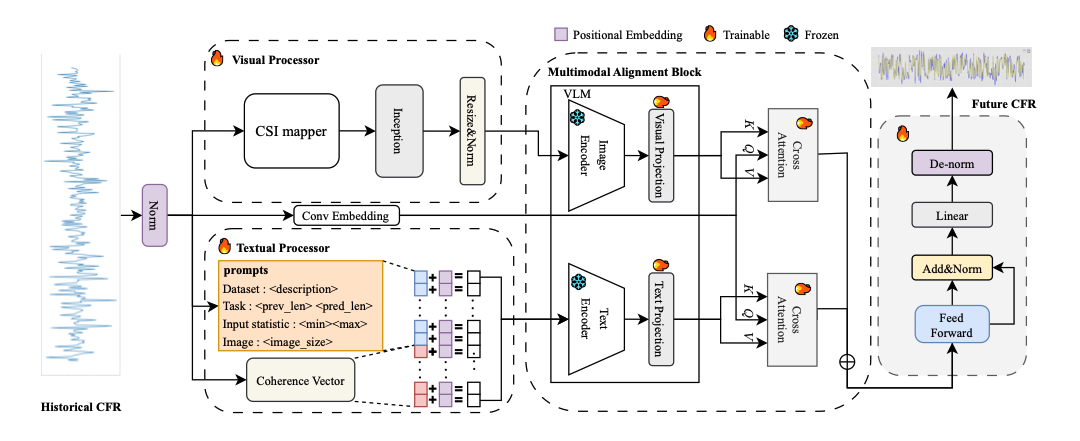 Positional Embedding
Trainable
Frozen
Visual Processor
CSI mapper
Inception
Resize&Norm
Multimodal Alignment Block
VLM
Image
Encoder
Visual Projection
K
Q
V
Cross
Attention
Future CFR
De-norm
Linear
Add&Norm
Feed
Forward
Norm
Conv Embedding
Textual Processor
prompts
Dataset : <description>
Task : <prev_len> <pred_len>
Input statistic : <min><max>
Image : <image_size>
Coherence Vector
+ =
+ =
+ =
+ =
+ =
+ =
Text
Encoder
Text Projection
K
Q
V
Cross
Attention
Historical CFR